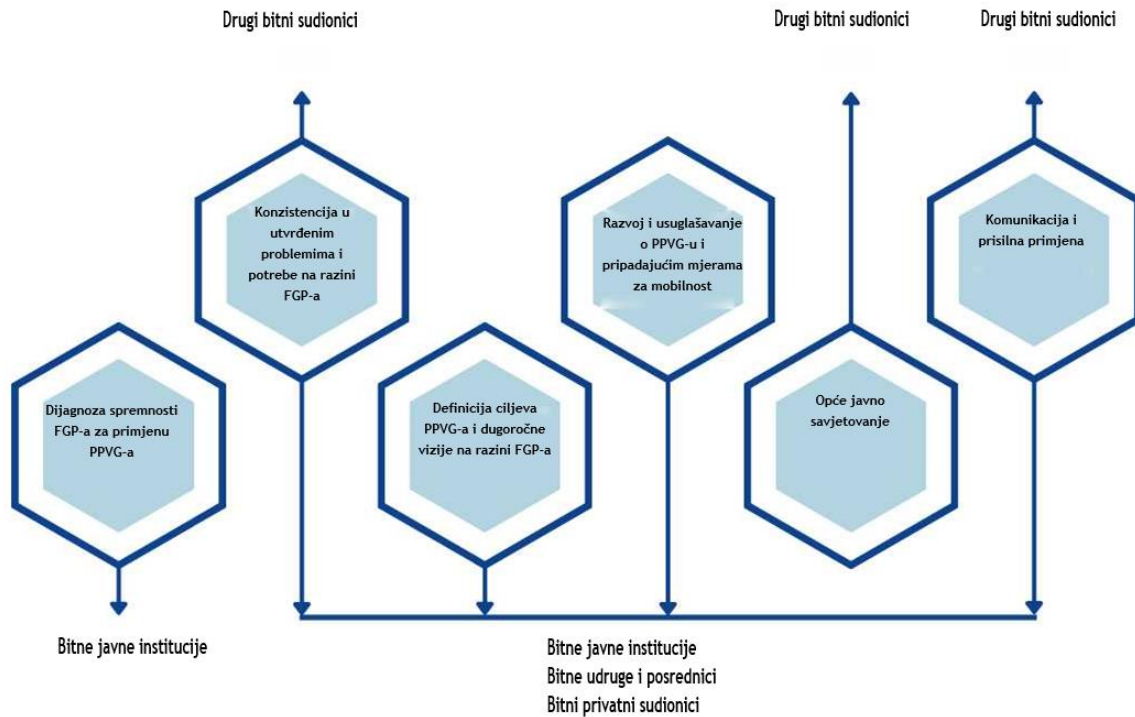 Drugi bitni sudionici
Drugi bitni sudionici
Drugi bitni sudionici
Konzistencija u
utvrđenim
problemima i
potrebe na razini
FGP-a
Razvoj i usuglašavanje
o PPVG-u i
pripadajućim mjerama
za mobilnost
Komunikacija i
prisilna primjena
Dijagnoza spremnosti
FGP-a za primjenu
PPVG-a
Definicija ciljeva
PPVG-a i dugoročne
vizije na razini FGP-a
Opće javno
savjetovanje
Bitne javne institucije
Bitne javne institucije
Bitne udruge i posrednici
Bitni privatni sudionici